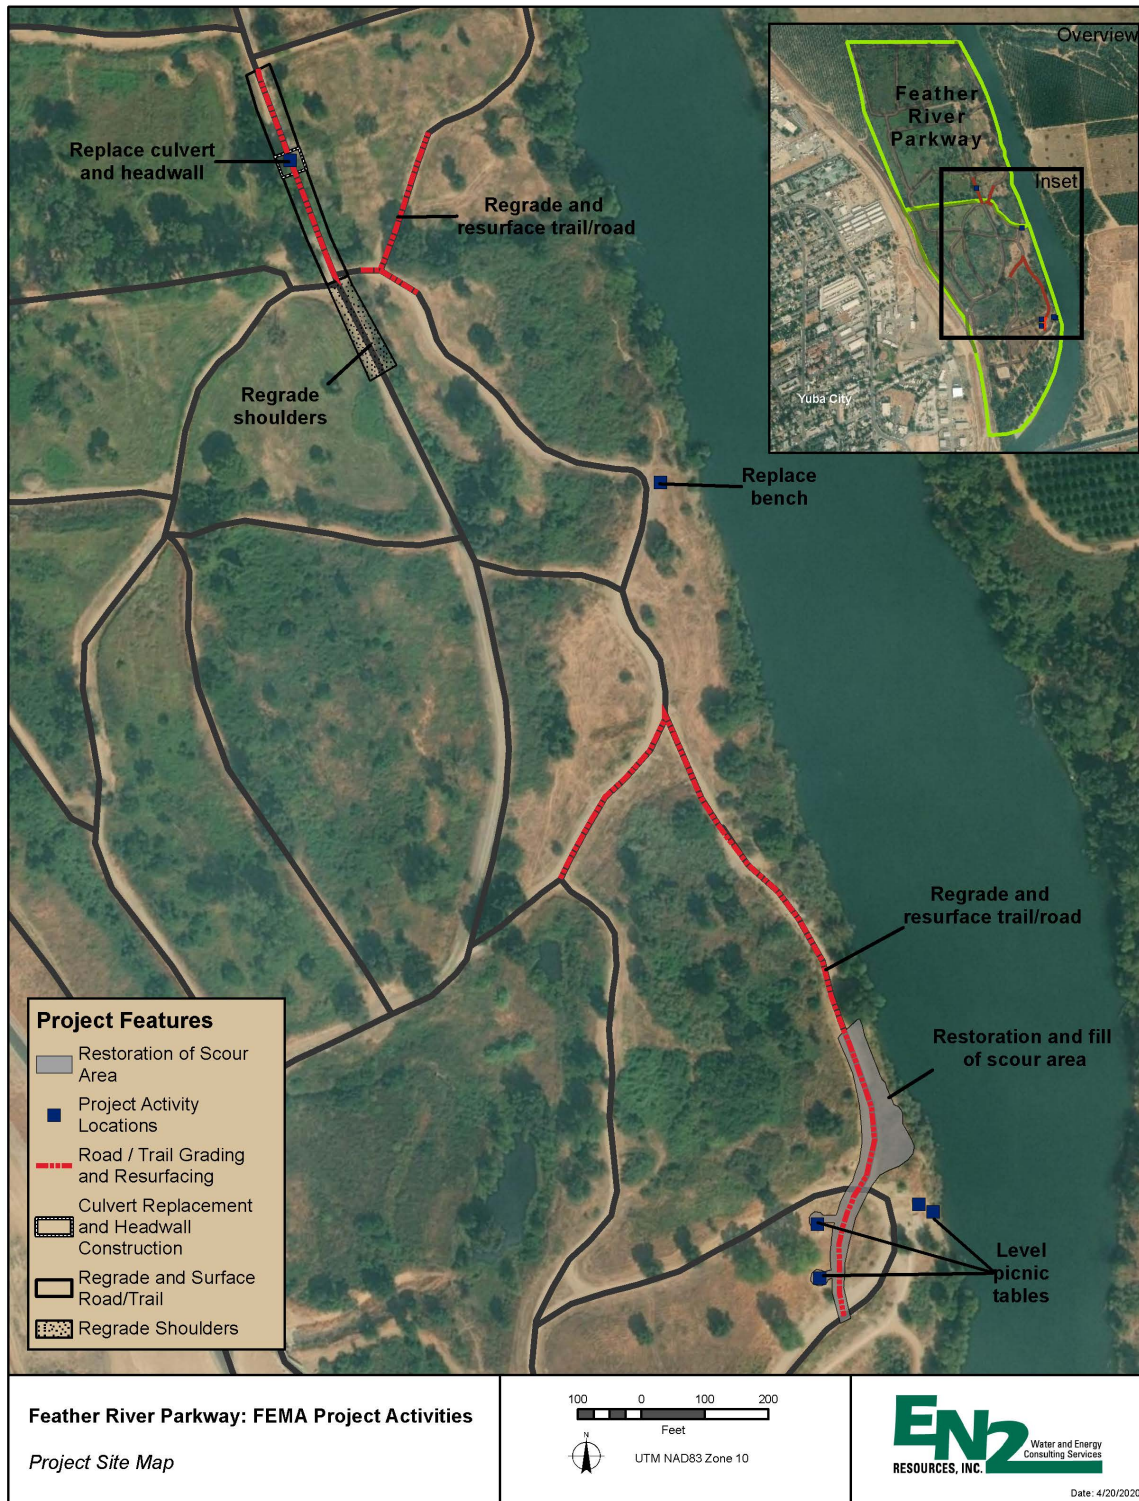 Overview
Feather
River
Parkway
Inset
Yuba City
Replace culvert
and headwall
Regrade and
resurface trail/road
Regrade
shoulders
Replace
bench
Regrade and
resurface trail/road
Restoration and fill
of scour area
Level
picnic
tables
Project Features
Restoration of Scour
Area
Project Activity
Locations
Road / Trail Grading
and Resurfacing
Culvert Replacement
and Headwall
Construction
Regrade and Surface
Road/Trail
Regrade Shoulders
Feather River Parkway: FEMA Project Activities
Project Site Map
100 0 100 200
Feet
N
UTM NAD83 Zone 10
EN2
RESOURCES, INC.
Water and Energy
Consulting Services
Date: 4/20/2020